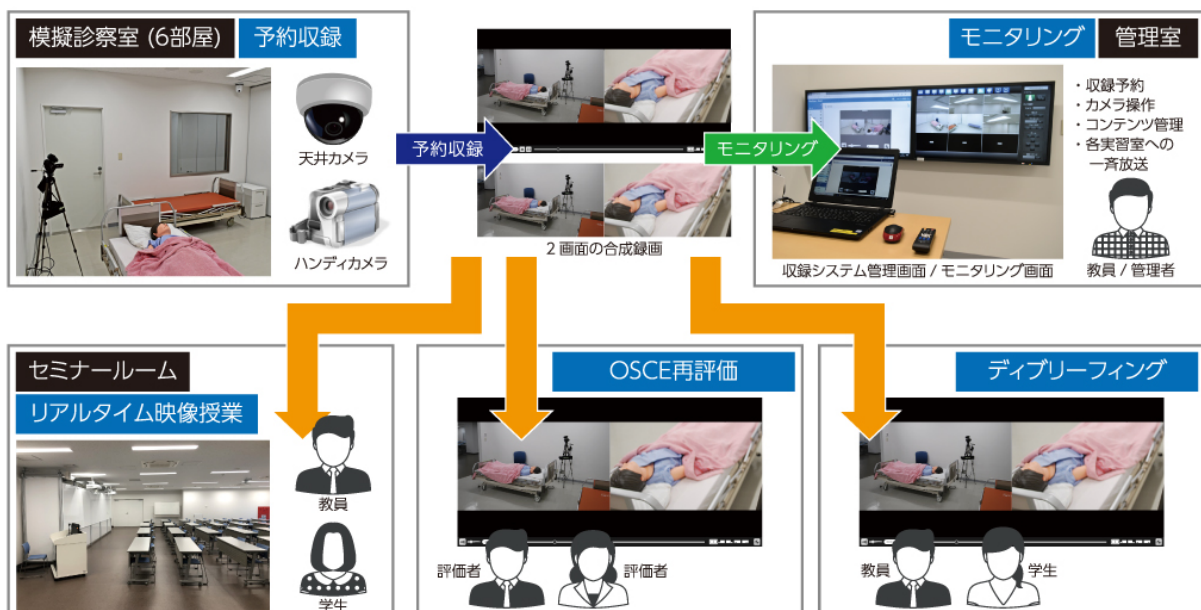 模擬診察室 (6部屋)
予約収録
天井カメラ
ハンディカメラ
予約収録
2 画面の合成録画
モニタリング
モニタリング
管理室
・収録予約
・カメラ操作
・コンテンツ管理
・各実習室への
一斉放送
教員 / 管理者
収録システム管理画面 / モニタリング画面
セミナールーム
リアルタイム映像授業
教員
学生
OSCE再評価
評価者
評価者
ディブリーフィング
教員
学生